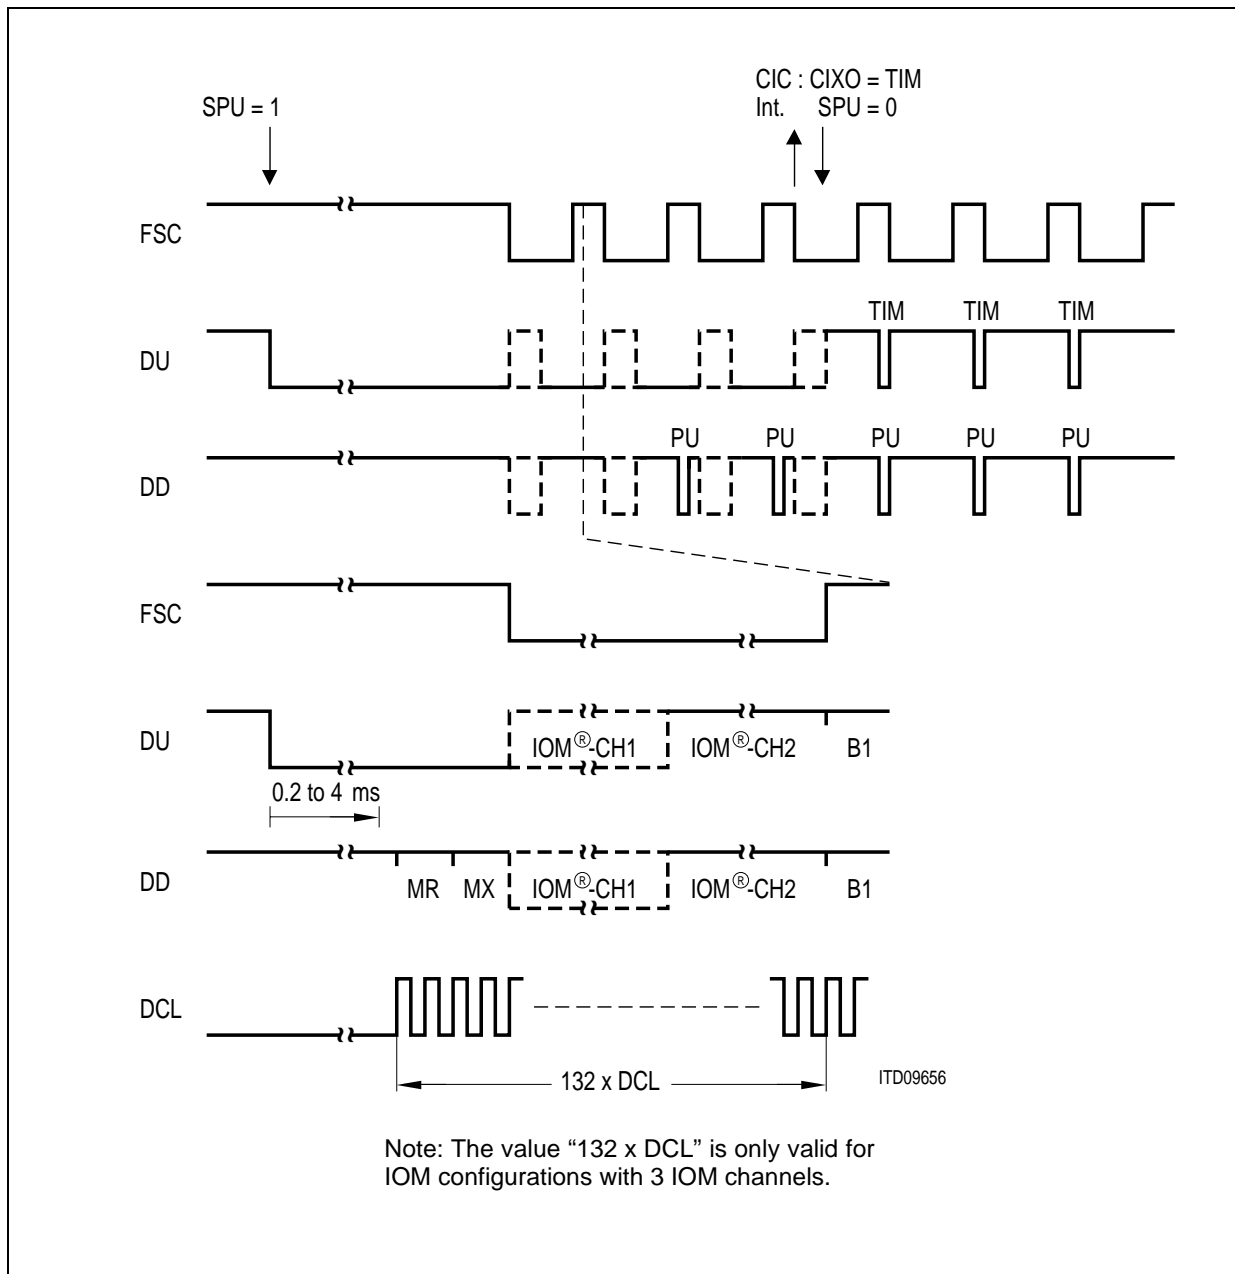 CIC : CIXO = TIM
SPU = 1
Int. SPU = 0
FSC
TIM TIM TIM
DU
PU PU PU PU PU
DD
FSC
DU
IOM®-CH1 IOM®-CH2 B1
0.2 to 4 ms
DD
MR MX IOM®-CH1 IOM®-CH2 B1
DCL
132 x DCL
ITD09656
Note: The value “132 x DCL” is only valid for
IOM configurations with 3 IOM channels.